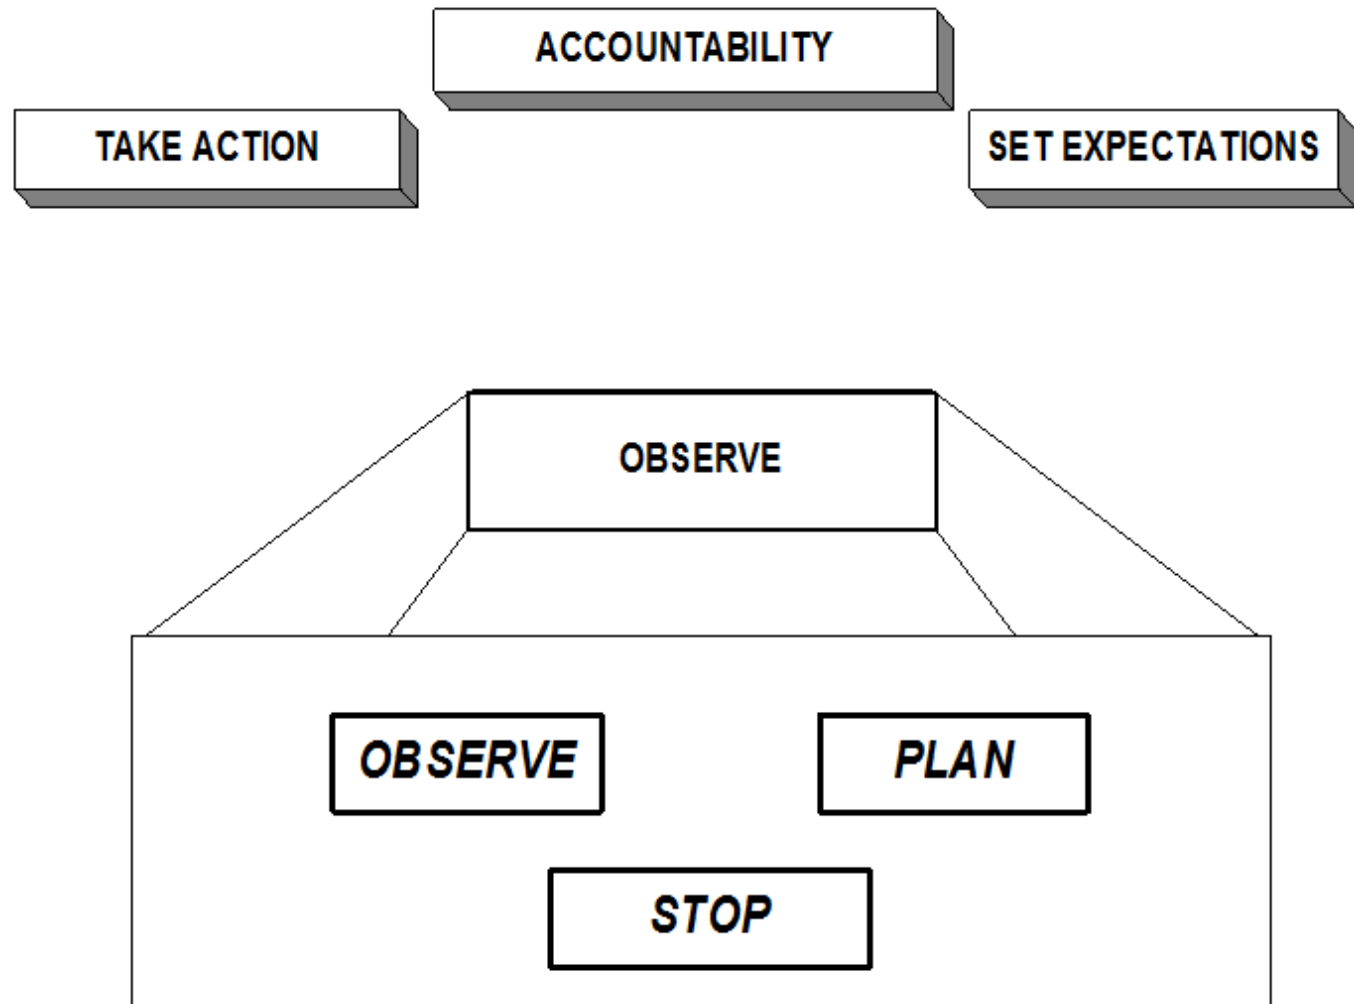 ACCOUNTABILITY
TAKE ACTION
SET EXPECTATIONS
OBSERVE
OBSERVE
PLAN
STOP